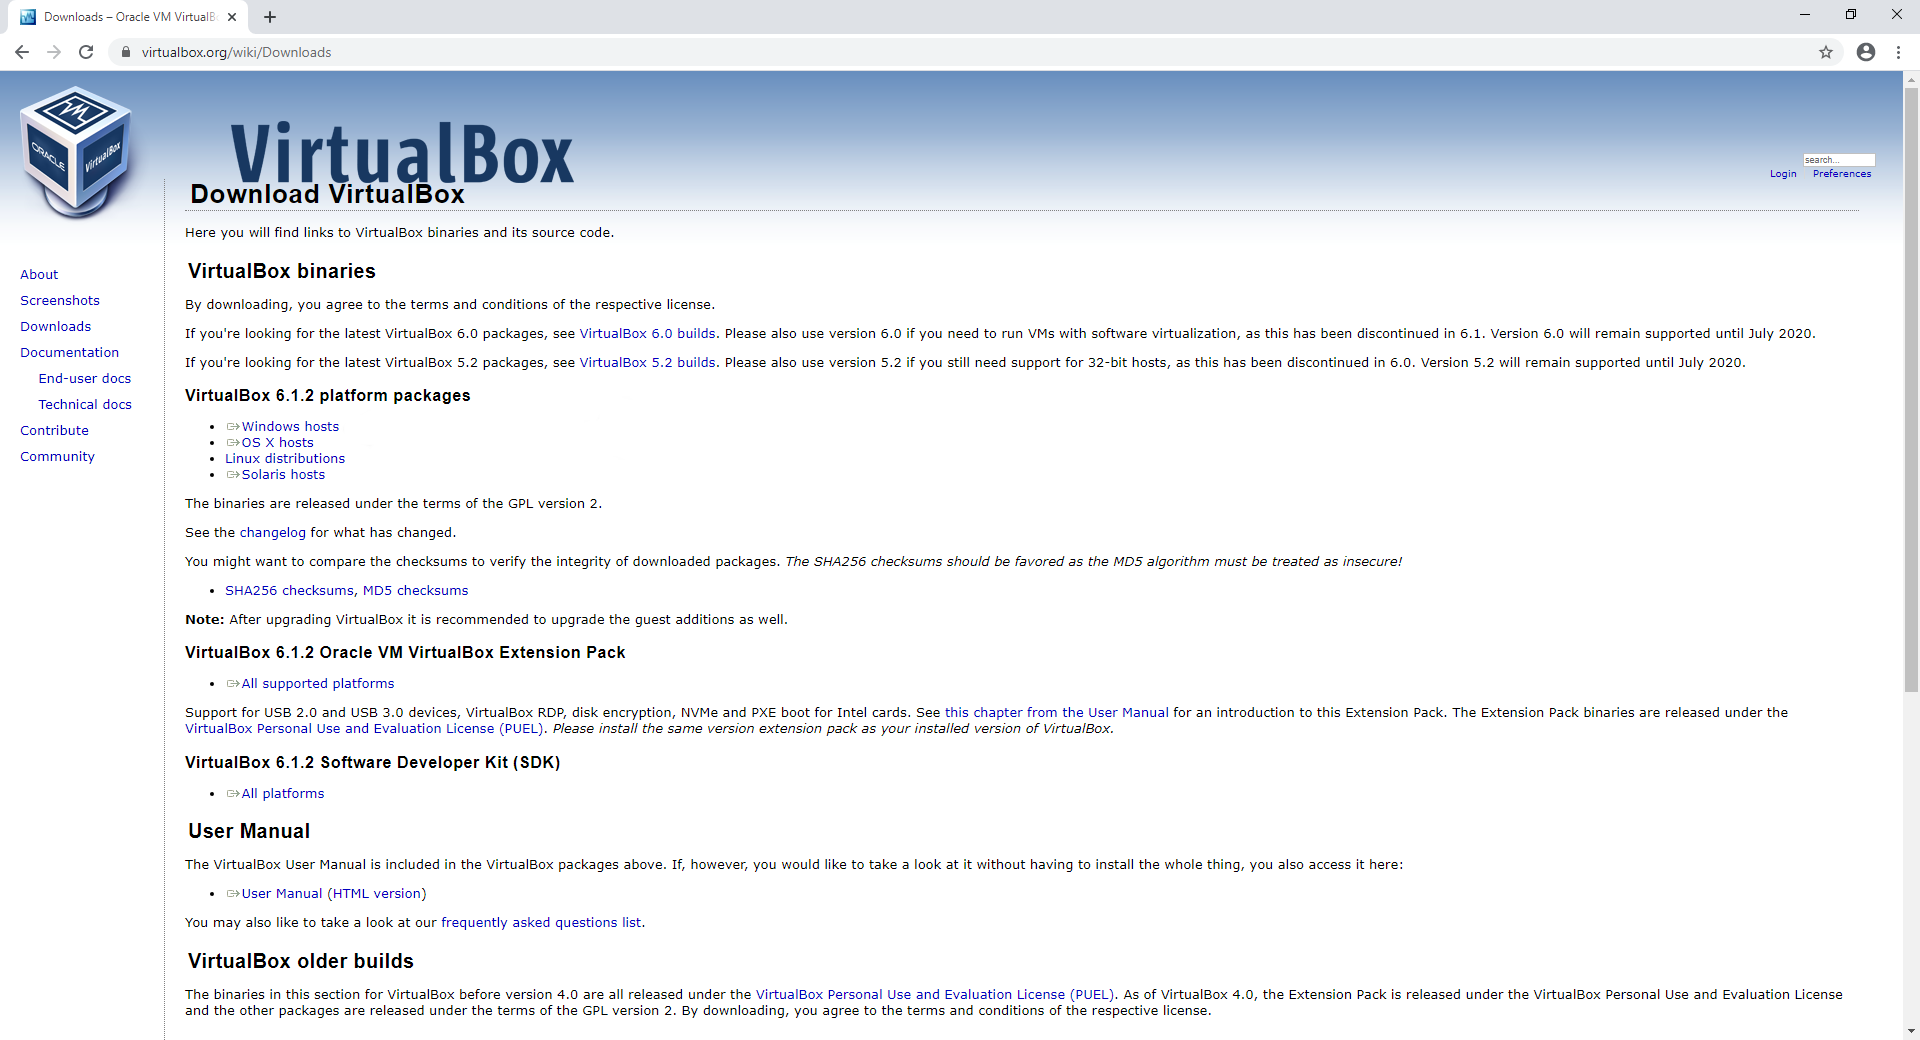 Downloads – Oracle VM VirtualB
virtualbox.org/wiki/Downloads
ORACLE
VirtualBox
VirtualBox
search...
Login Preferences
Download VirtualBox
Here you will find links to VirtualBox binaries and its source code.
About
Screenshots
Downloads
Documentation
End-user docs
Technical docs
Contribute
Community
VirtualBox binaries
By downloading, you agree to the terms and conditions of the respective license.
If you're looking for the latest VirtualBox 6.0 packages, see VirtualBox 6.0 builds. Please also use version 6.0 if you need to run VMs with software virtualization, as this has been discontinued in 6.1. Version 6.0 will remain supported until July 2020.
If you're looking for the latest VirtualBox 5.2 packages, see VirtualBox 5.2 builds. Please also use version 5.2 if you still need support for 32-bit hosts, as this has been discontinued in 6.0. Version 5.2 will remain supported until July 2020.
VirtualBox 6.1.2 platform packages
• Windows hosts
• OS X hosts
• Linux distributions
• Solaris hosts
The binaries are released under the terms of the GPL version 2.
See the changelog for what has changed.
You might want to compare the checksums to verify the integrity of downloaded packages. The SHA256 checksums should be favored as the MD5 algorithm must be treated as insecure!
• SHA256 checksums, MD5 checksums
Note: After upgrading VirtualBox it is recommended to upgrade the guest additions as well.
VirtualBox 6.1.2 Oracle VM VirtualBox Extension Pack
• All supported platforms
Support for USB 2.0 and USB 3.0 devices, VirtualBox RDP, disk encryption, NVMe and PXE boot for Intel cards. See this chapter from the User Manual for an introduction to this Extension Pack. The Extension Pack binaries are released under the
VirtualBox Personal Use and Evaluation License (PUEL). Please install the same version extension pack as your installed version of VirtualBox.
VirtualBox 6.1.2 Software Developer Kit (SDK)
• All platforms
User Manual
The VirtualBox User Manual is included in the VirtualBox packages above. If, however, you would like to take a look at it without having to install the whole thing, you also access it here:
• User Manual (HTML version)
You may also like to take a look at our frequently asked questions list.
VirtualBox older builds
The binaries in this section for VirtualBox before version 4.0 are all released under the VirtualBox Personal Use and Evaluation License (PUEL). As of VirtualBox 4.0, the Extension Pack is released under the VirtualBox Personal Use and Evaluation License
and the other packages are released under the terms of the GPL version 2. By downloading, you agree to the terms and conditions of the respective license.